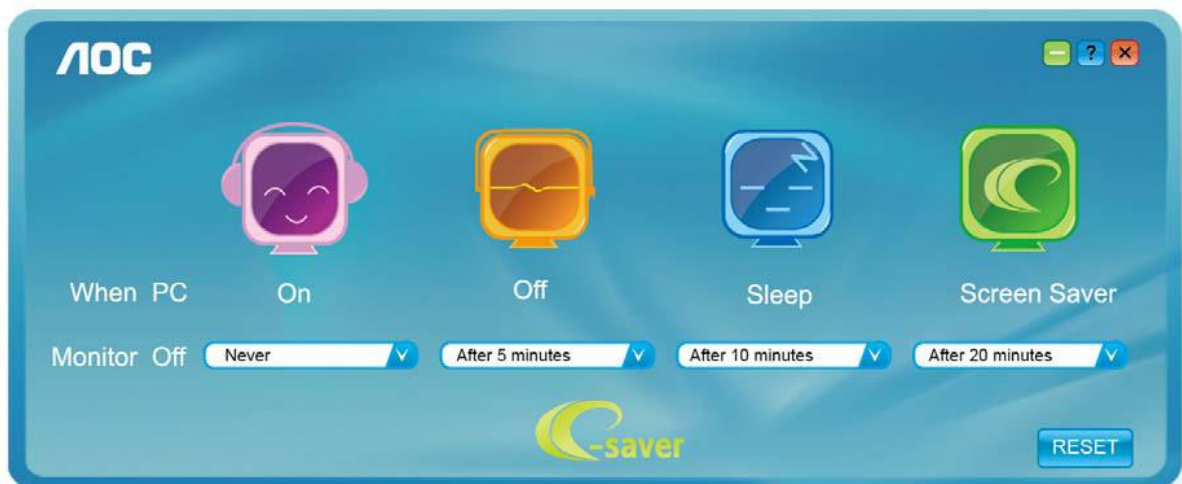 AOC
?
When PC On Off Sleep Screen Saver
Monitor Off Never After 5 minutes After 10 minutes After 20 minutes
e-saver
RESET